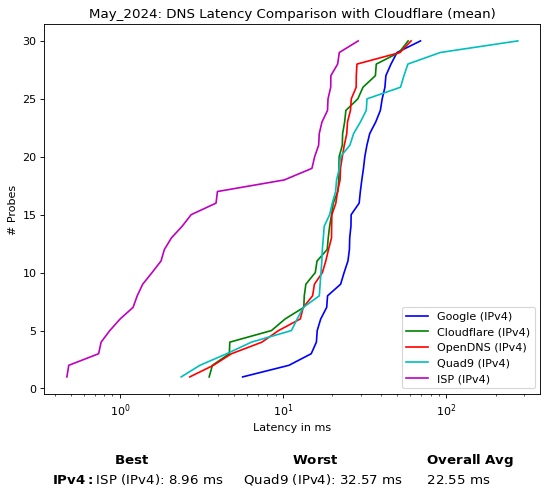 May_2024: DNS Latency Comparison with Cloudflare (mean)
30
25
20
15
10
5
0
# Probes
Google (IPv4)
Cloudflare (IPv4)
OpenDNS (IPv4)
Quad9 (IPv4)
ISP (IPv4)
10⁰ 10¹ 10²
Latency in ms
Best Worst Overall Avg
IPv4: ISP (IPv4): 8.96 ms Quad9 (IPv4): 32.57 ms 22.55 ms